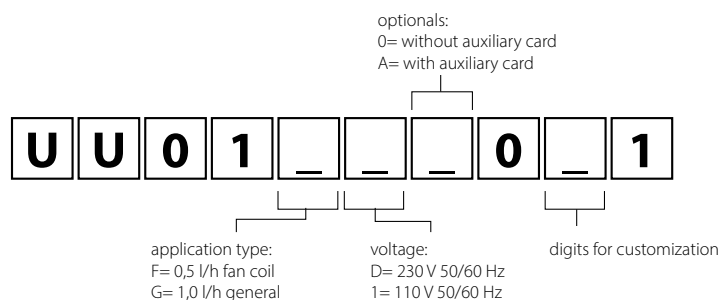 optionals:
0= without auxiliary card
A= with auxiliary card
U U 0 1 _ _ _ 0 _ 1
application type:
F= 0,5 l/h fan coil
G= 1,0 l/h general
voltage:
D= 230 V 50/60 Hz
1= 110 V 50/60 Hz
digits for customization